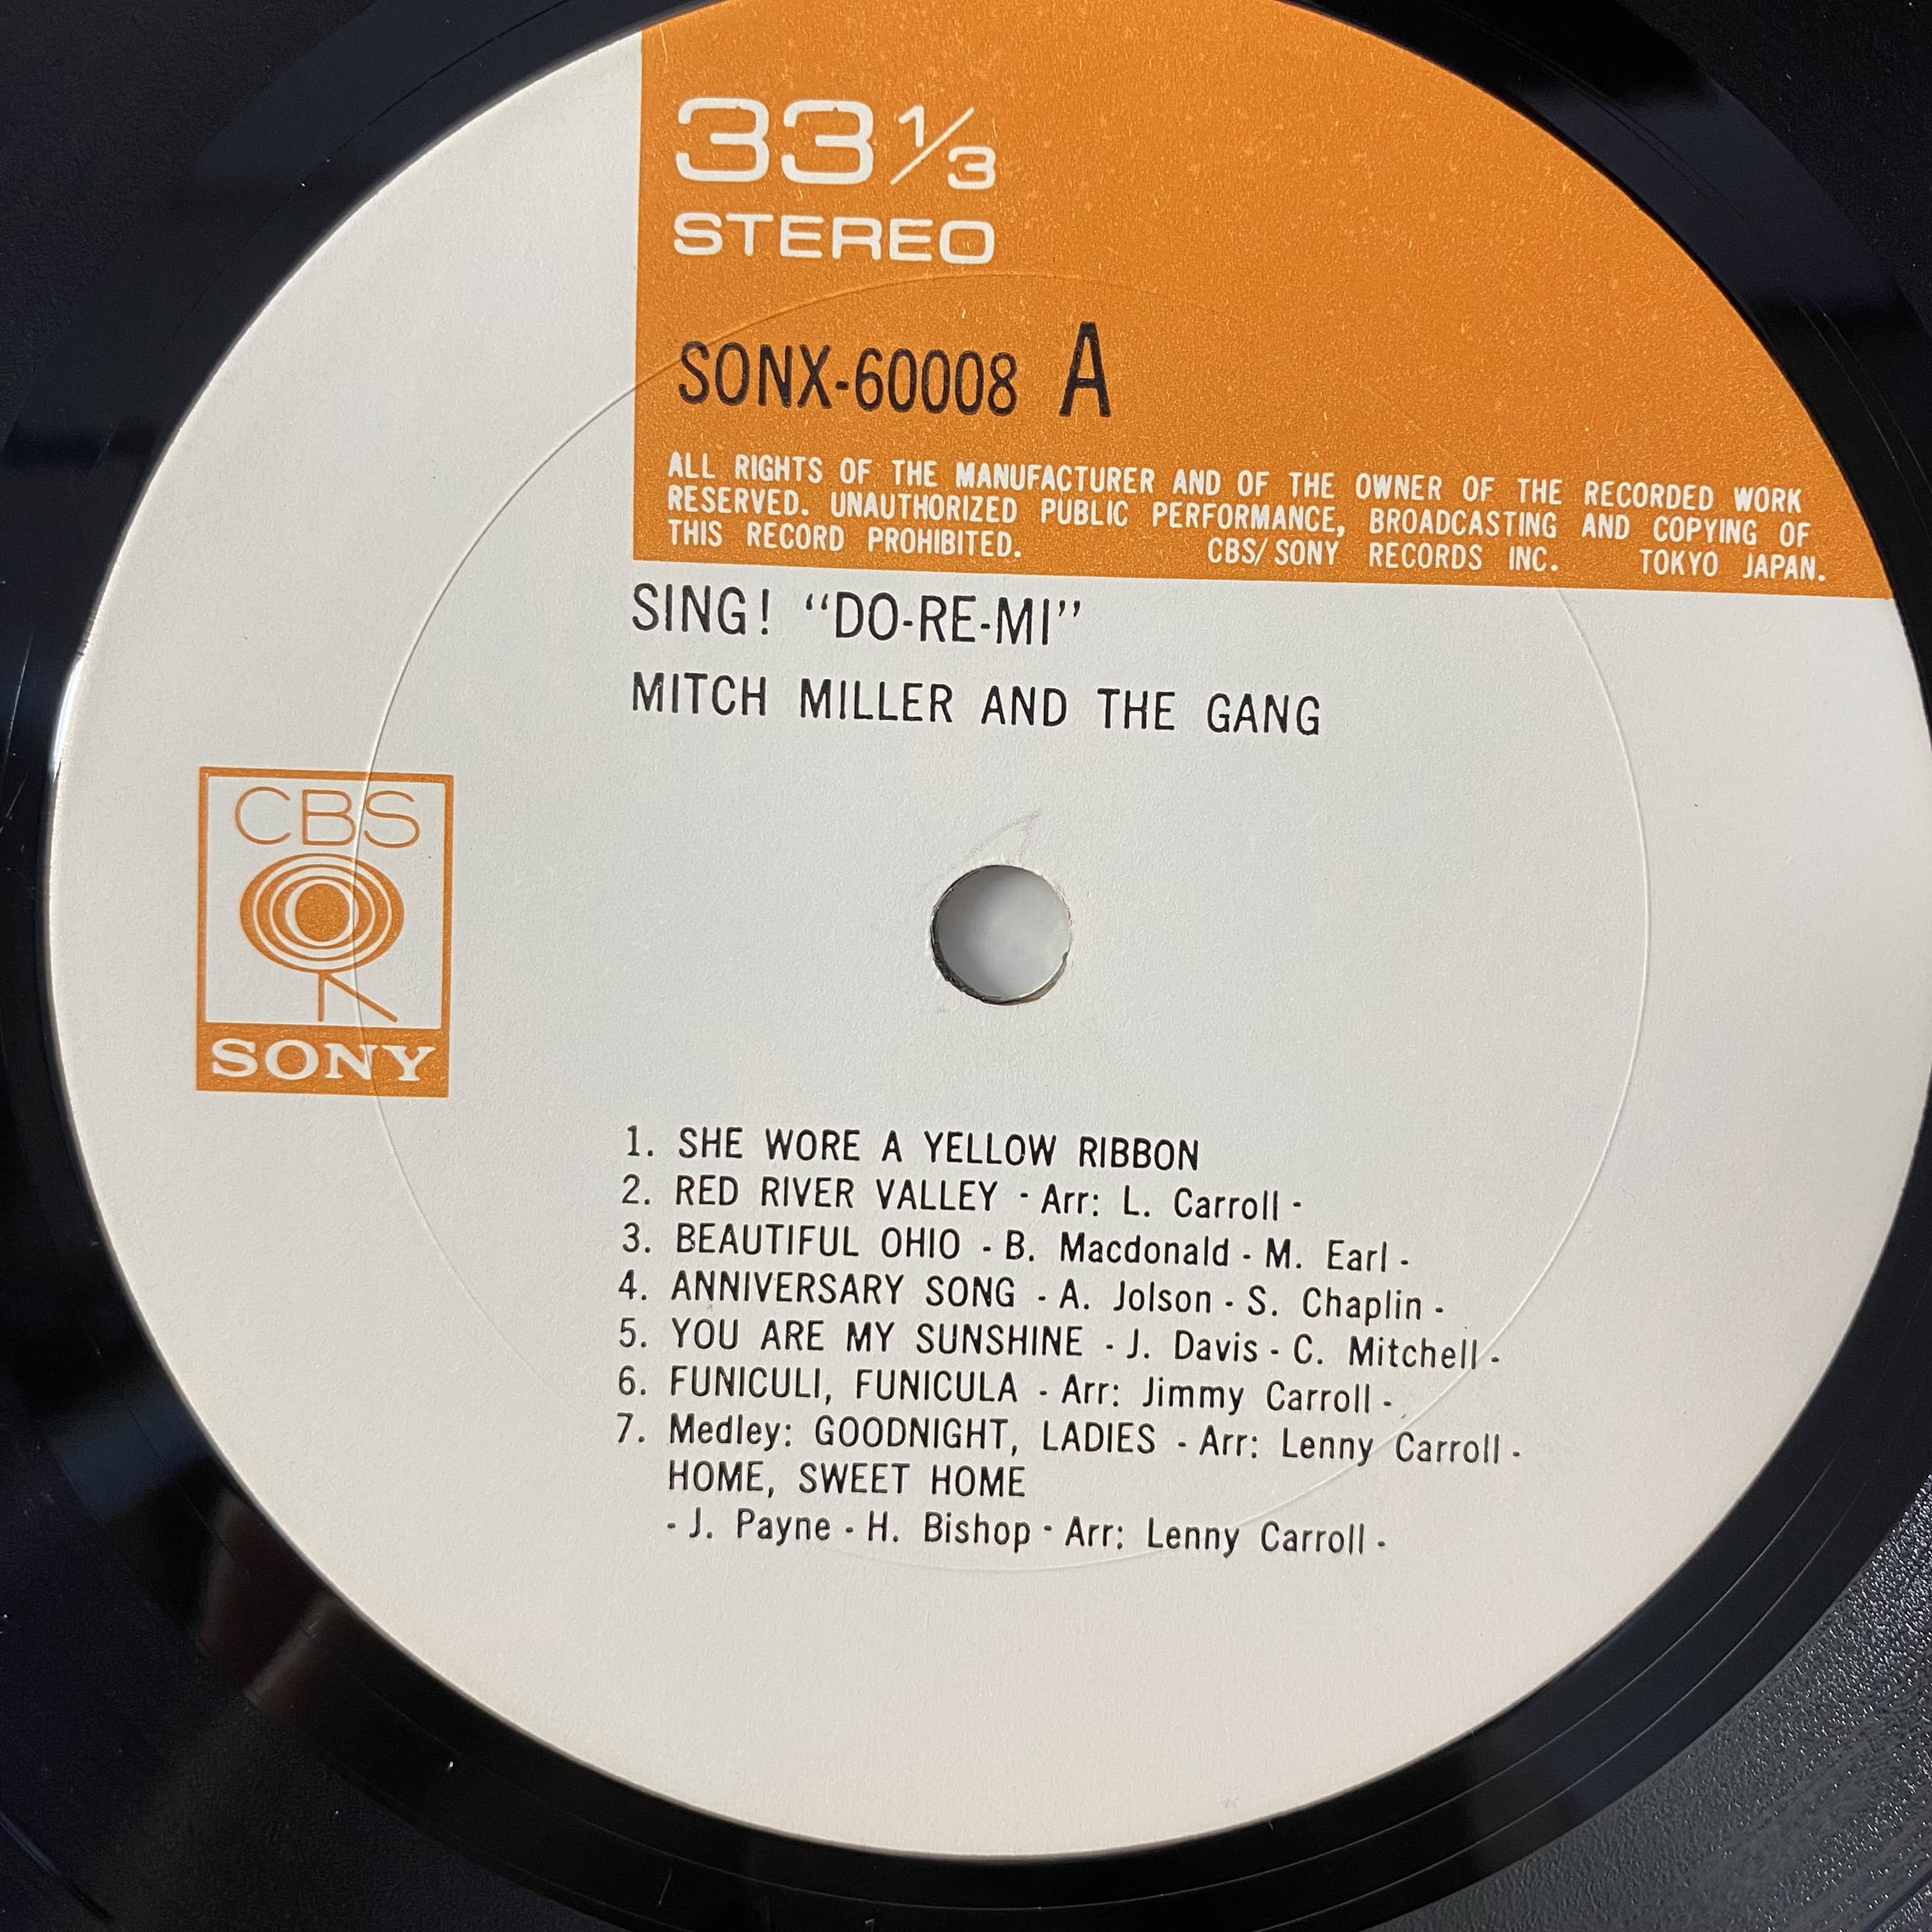 33 1/3
STEREO
SONX-60008 A
ALL RIGHTS OF THE MANUFACTURER AND OF THE OWNER OF THE RECORDED WORK
RESERVED. UNAUTHORIZED PUBLIC PERFORMANCE, BROADCASTING AND COPYING OF
THIS RECORD PROHIBITED. CBS/SONY RECORDS INC. TOKYO JAPAN.
SING! “DO-RE-MI”
MITCH MILLER AND THE GANG
CBS
SONY
1. SHE WORE A YELLOW RIBBON
2. RED RIVER VALLEY - Arr: L. Carroll -
3. BEAUTIFUL OHIO - B. Macdonald - M. Earl -
4. ANNIVERSARY SONG - A. Jolson - S. Chaplin -
5. YOU ARE MY SUNSHINE - J. Davis - C. Mitchell -
6. FUNICULI, FUNICULA - Arr: Jimmy Carroll -
7. Medley: GOODNIGHT, LADIES - Arr: Lenny Carroll -
HOME, SWEET HOME
- J. Payne - H. Bishop - Arr: Lenny Carroll -